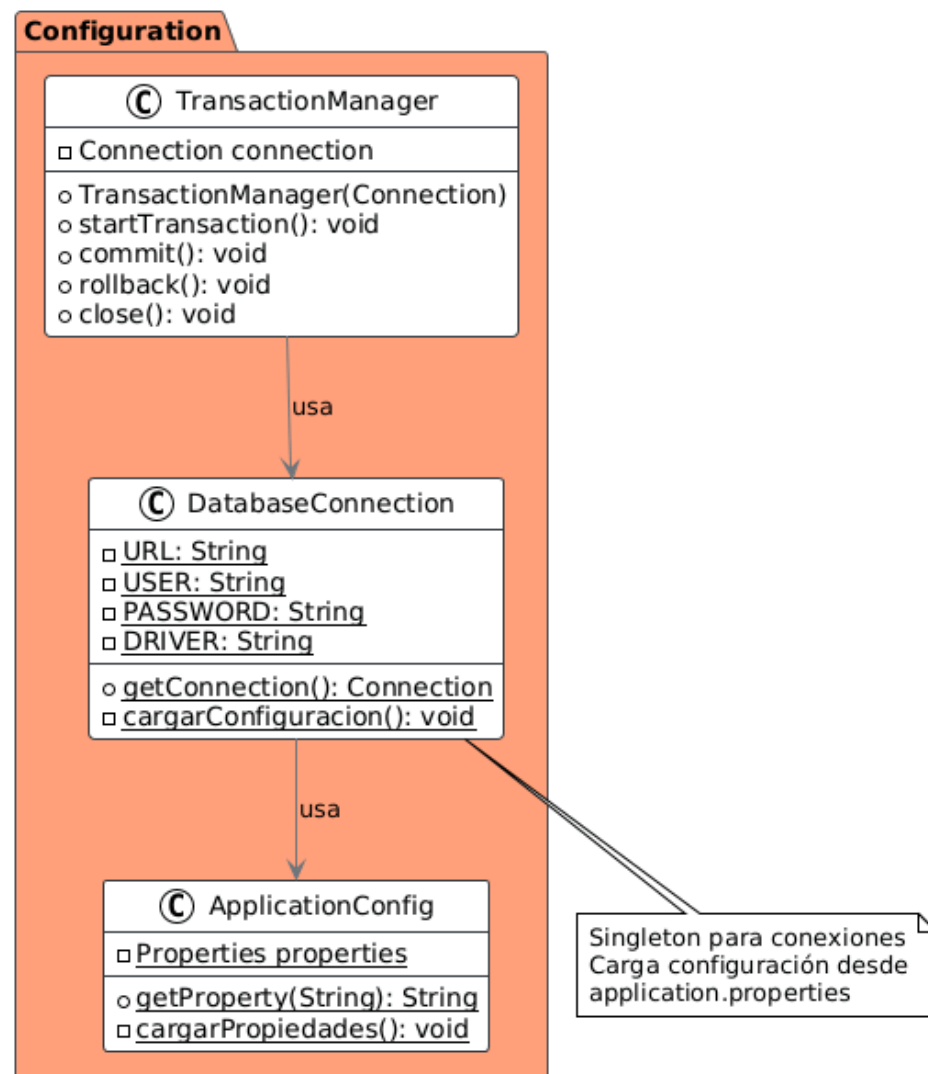 Configuration
C TransactionManager
Connection connection
TransactionManager(Connection)
startTransaction(): void
commit(): void
rollback(): void
close(): void
usa
C DatabaseConnection
URL: String
USER: String
PASSWORD: String
DRIVER: String
getConnection(): Connection
cargarConfiguracion(): void
usa
C ApplicationConfig
Properties properties
getProperty(String): String
cargarPropiedades(): void
Singleton para conexiones
Carga configuración desde
application.properties